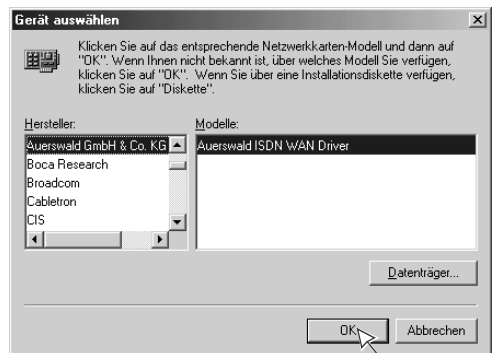 Gerät auswählen
Klicken Sie auf das entsprechende Netzwerkkarten-Modell und dann auf
"OK". Wenn Ihnen nicht bekannt ist, über welches Modell Sie verfügen,
klicken Sie auf "OK". Wenn Sie über eine Installationsdiskette verfügen,
klicken Sie auf "Diskette".
Hersteller:
Auerswald GmbH & Co. KG
Boca Research
Broadcom
Cabletron
CIS
Modelle:
Auerswald ISDN WAN Driver
Datenträger...
OK
Abbrechen